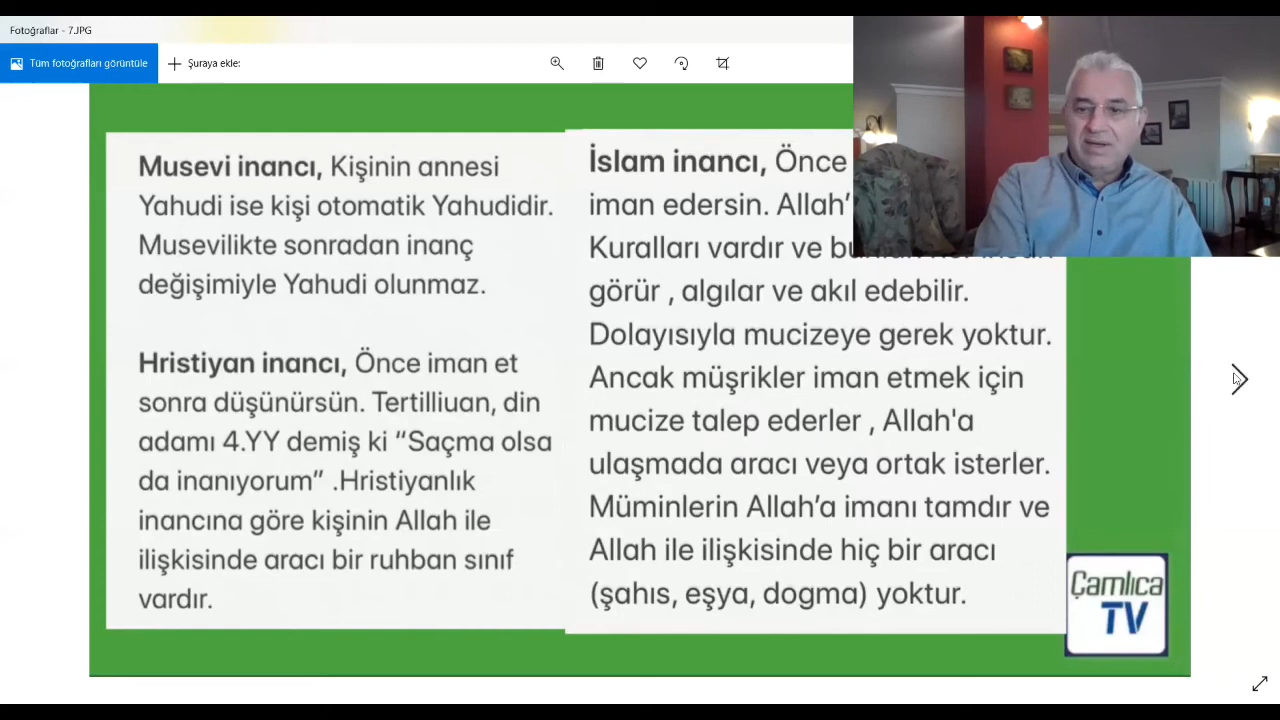 Fotoğraflar - 7.JPG
Tüm fotoğrafları görüntüle
Şuraya ekle:
Musevi inancı, Kişinin annesi
Yahudi ise kişi otomatik Yahudidir.
Musevilikte sonradan inanç
değişimiyle Yahudi olunmaz.
Hristiyan inancı, Önce iman et
sonra düşünürsün. Tertilliuan, din
adamı 4.YY demiş ki “Saçma olsa
da inanıyorum” .Hristiyanlık
inancına göre kişinin Allah ile
ilişkisinde aracı bir ruhban sınıf
vardır.
İslam inancı, Önce
iman edersin. Allah’
Kuralları vardır ve
görür , algılar ve akıl edebilir.
Dolayısıyla mucizeye gerek yoktur.
Ancak müşrikler iman etmek için
mucize talep ederler , Allah'a
ulaşmada aracı veya ortak isterler.
Müminlerin Allah’a imanı tamdır ve
Allah ile ilişkisinde hiç bir aracı
(şahıs, eşya, dogma) yoktur.
Çamlıca
TV